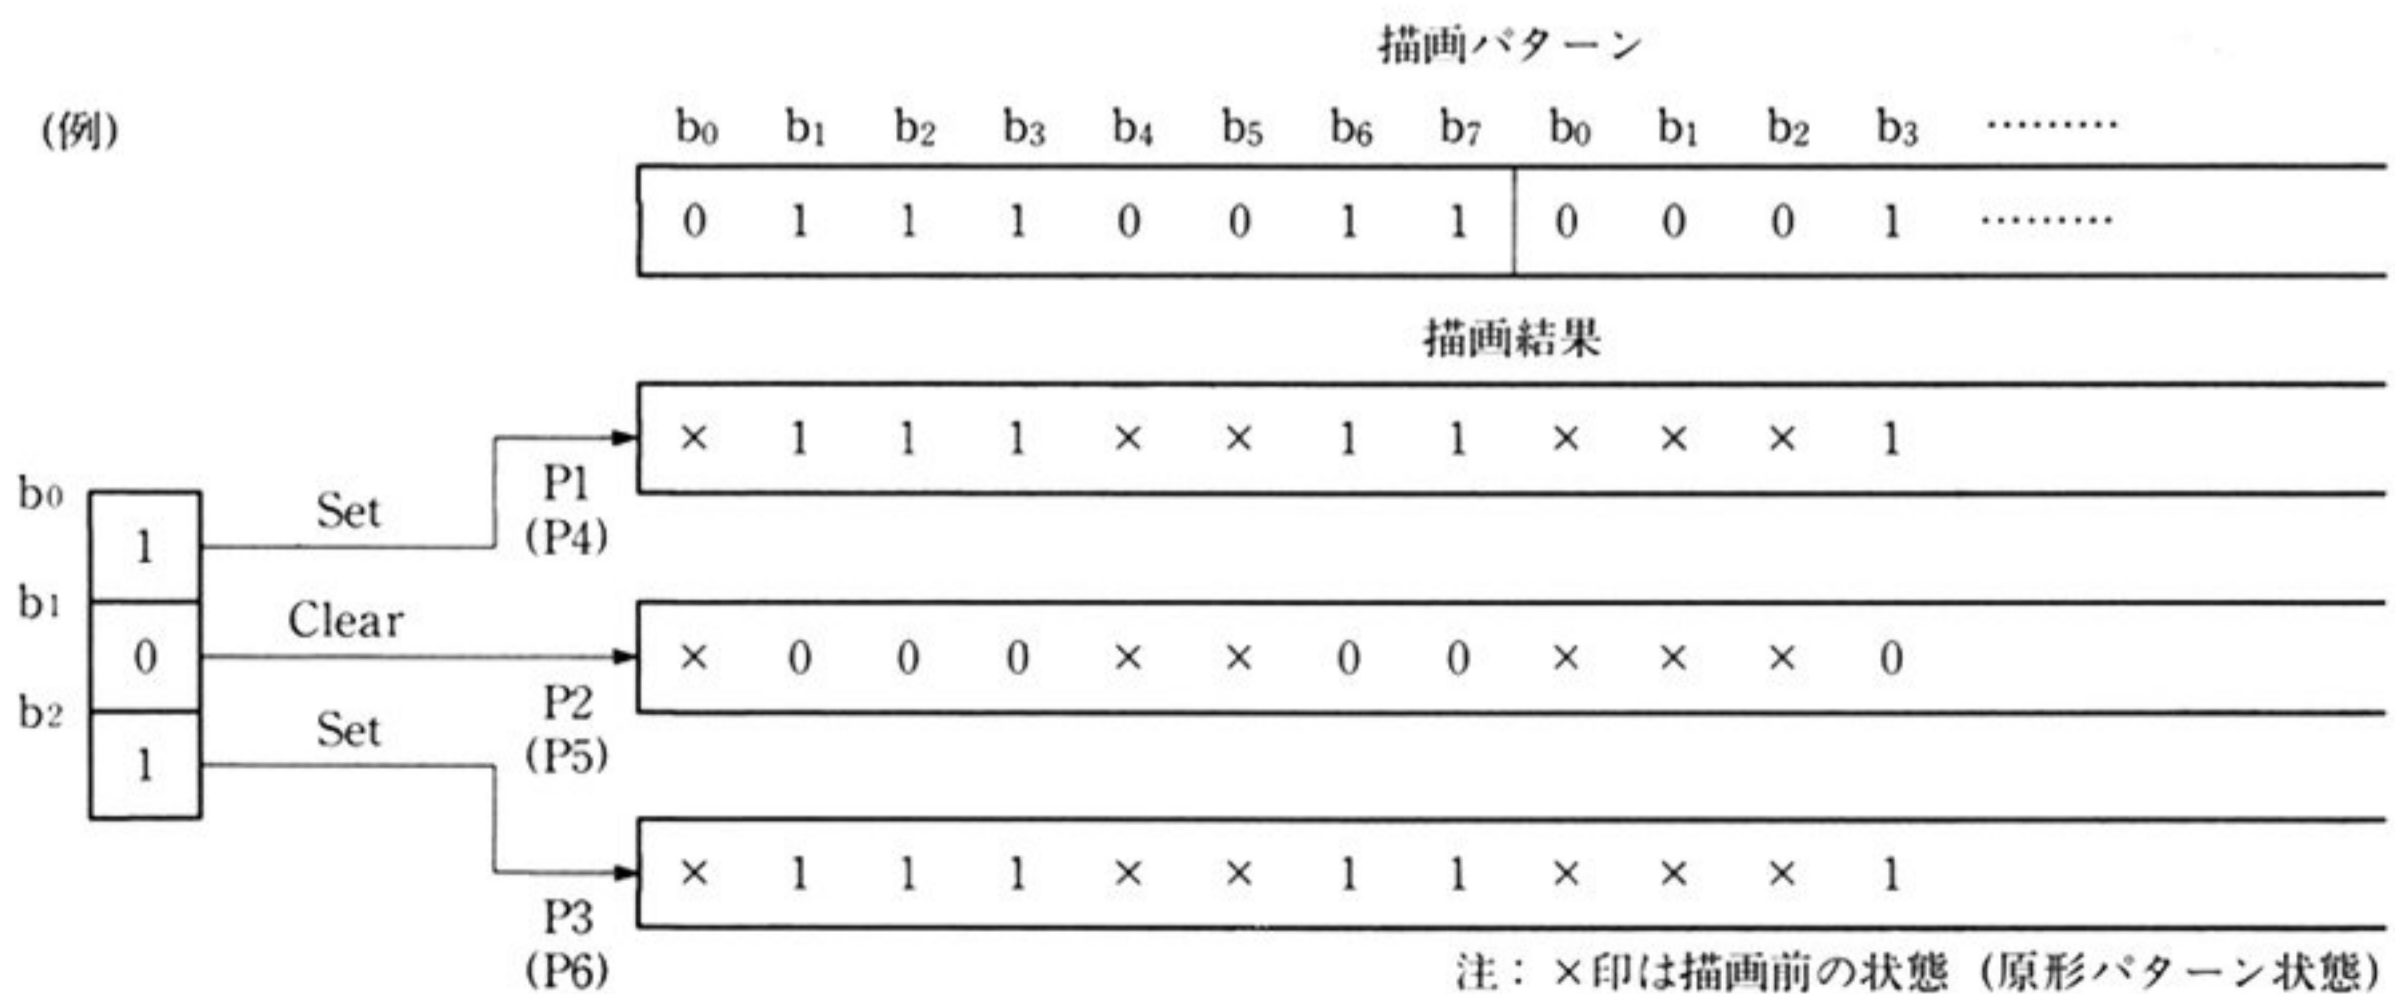 描画パターン
(例)
b0 b1 b2 b3 b4 b5 b6 b7 b0 b1 b2 b3 ………
0 1 1 1 0 0 1 1 0 0 0 1 ………
描画結果
× 1 1 1 × × 1 1 × × × 1
P1
(P4)
b0
1
Set
b1
0
Clear
× 0 0 0 × × 0 0 × × × 0
P2
(P5)
b2
1
Set
× 1 1 1 × × 1 1 × × × 1
P3
(P6)
注：×印は描画前の状態（原形パターン状態）